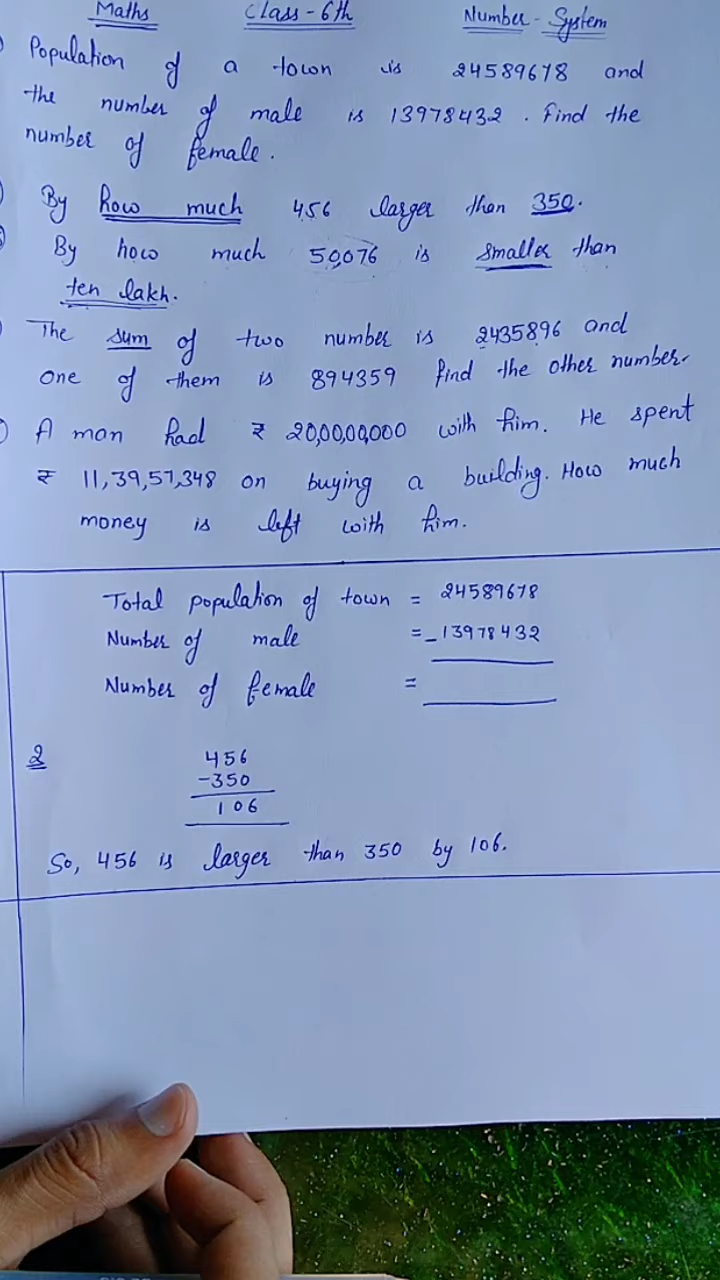 Maths Class-6th Number-System
Population of a town is 24589678 and
the number of male is 13978432. Find the
number of female.
By how much 456 larger than 350.
By how much 50,076 is smaller than
ten lakh.
The sum of two number is 2435896 and
one of them is 894359 find the other number.
A man had ₹ 20,00,00,000 with him. He spent
₹ 11,39,57,348 on buying a building. How much
money is left with him.
Total population of town = 24589678
Number of male = - 13978432
Number of female =
2
456
-350
106
So, 456 is larger than 350 by 106.